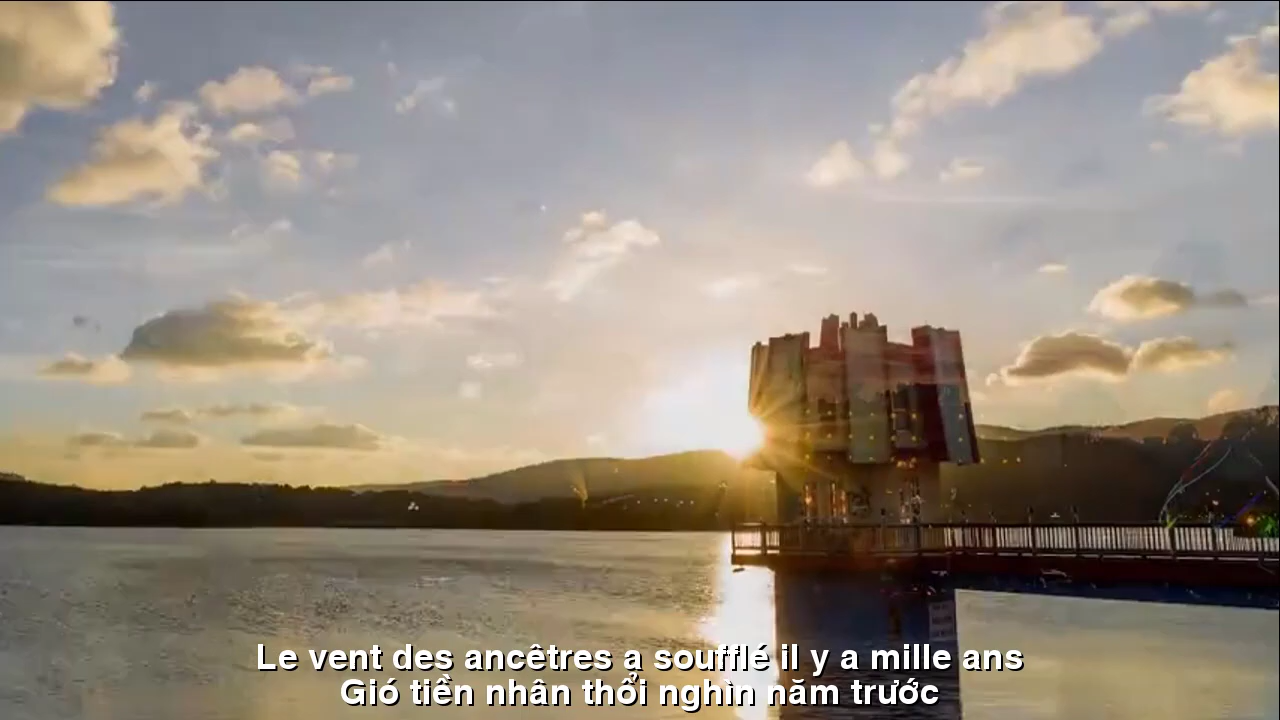 Le vent des ancêtres a soufflé il y a mille ans
Gió tiền nhân thổi nghìn năm trước